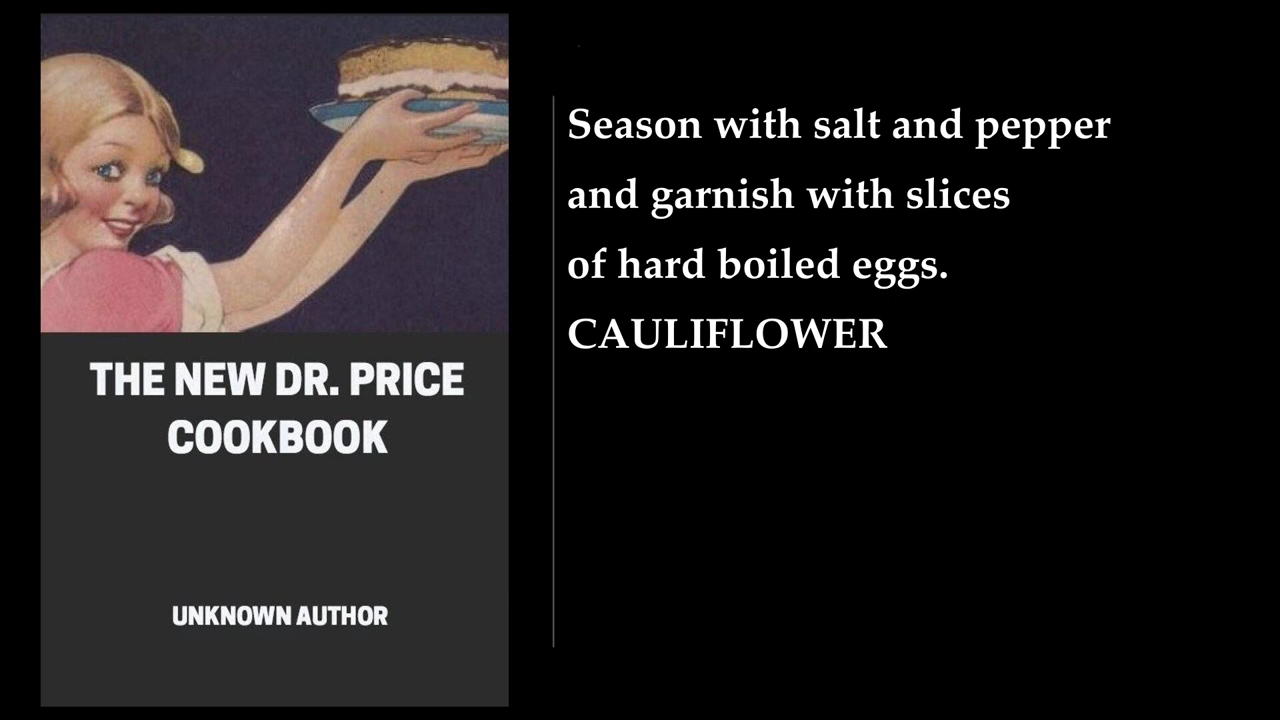 THE NEW DR. PRICE
COOKBOOK
UNKNOWN AUTHOR
Season with salt and pepper
and garnish with slices
of hard boiled eggs.
CAULIFLOWER